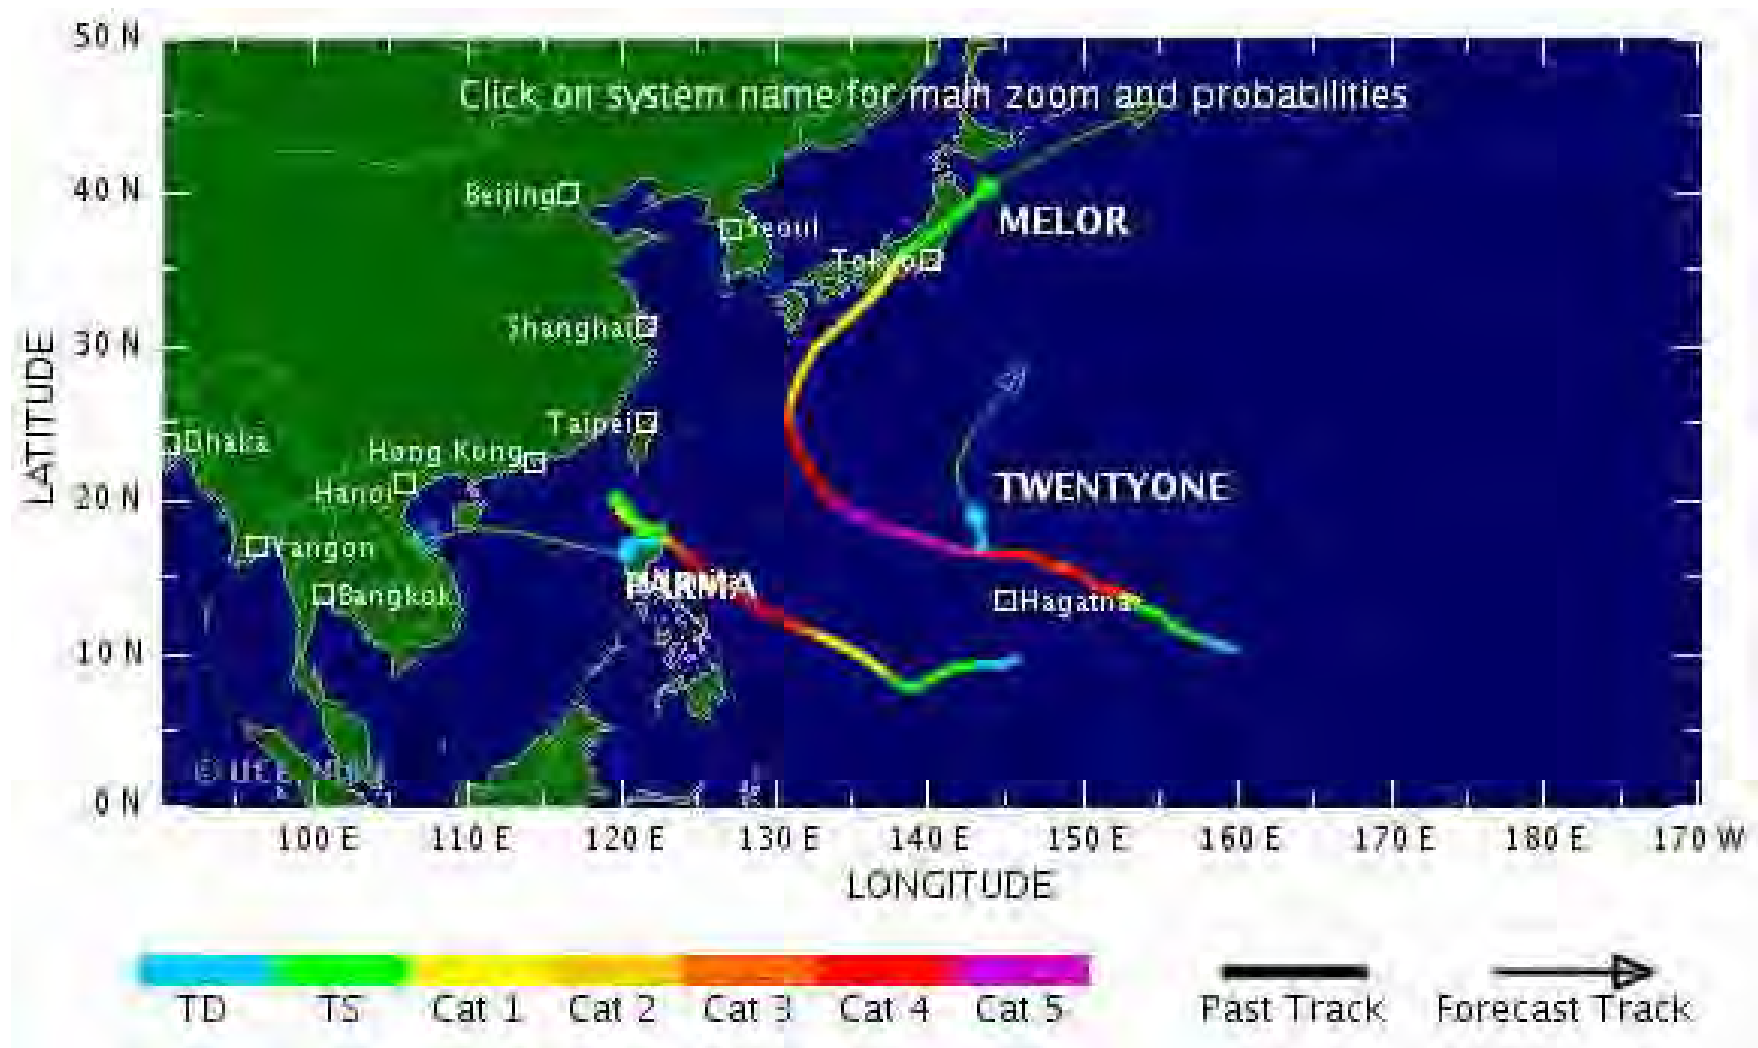 50 N
Click on system name for main zoom and probabilities
40 N
Beijing
MELOR
Seoul
Tokyo
LATITUDE
30 N
Shanghai
Taipei
Dhaka
Hong Kong
Hanoi
20 N
TWENTYONE
Yangon
PARMA
Bangkok
Hagatna
10 N
0 N
100 E 110 E 120 E 130 E 140 E 150 E 160 E 170 E 180 E 170 W
LONGITUDE
TD TS Cat 1 Cat 2 Cat 3 Cat 4 Cat 5
Past Track Forecast Track